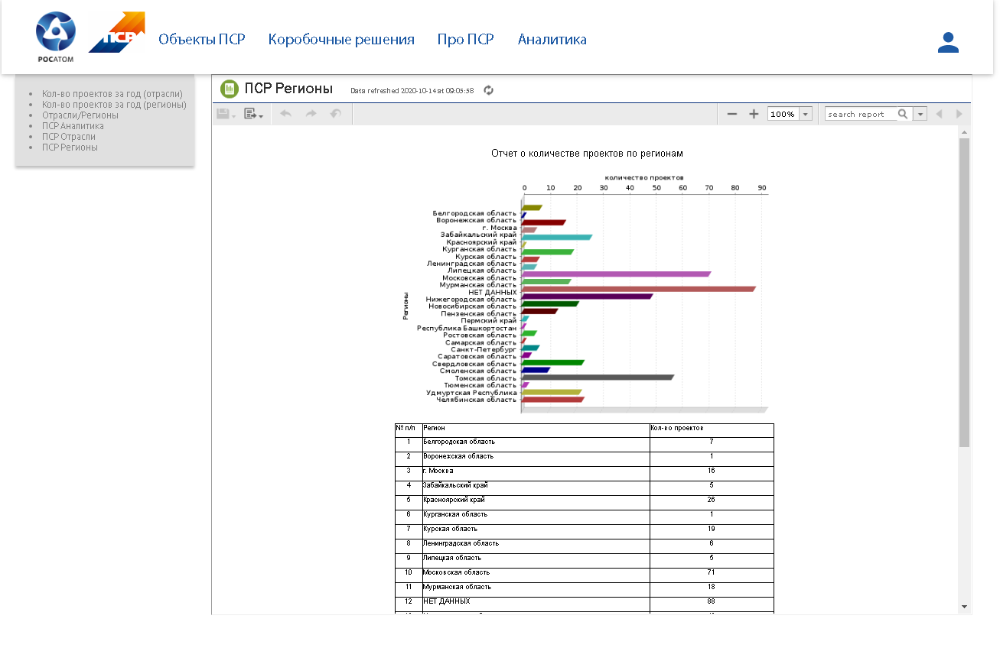 РОСАТОМ
ПСР
Объекты ПСР Коробочные решения Про ПСР Аналитика
Кол-во проектов за год (отрасли)
Кол-во проектов за год (регионы)
Отрасли/Регионы
ПСР Аналитика
ПСР Отрасли
ПСР Регионы
ПСР Регионы Data refreshed 2020-10-14 at 09:05:58
100% search report
Отчет о количестве проектов по регионам
количество проектов
0 10 20 30 40 50 60 70 80 90
Регионы
Белгородская область
Воронежская область
г. Москва
Забайкальский край
Красноярский край
Курганская область
Курская область
Ленинградская область
Липецкая область
Московская область
Мурманская область
НЕТ ДАННЫХ
Нижегородская область
Новосибирская область
Пензенская область
Пермский край
Республика Башкортостан
Ростовская область
Самарская область
Санкт-Петербург
Саратовская область
Свердловская область
Смоленская область
Томская область
Тюменская область
Удмуртская Республика
Челябинская область
№ п/п Регион Кол-во проектов
1 Белгородская область 7
2 Воронежская область 1
3 г. Москва 16
4 Забайкальский край 5
5 Красноярский край 26
6 Курганская область 1
7 Курская область 19
8 Ленинградская область 6
9 Липецкая область 5
10 Московская область 71
11 Мурманская область 18
12 НЕТ ДАННЫХ 88